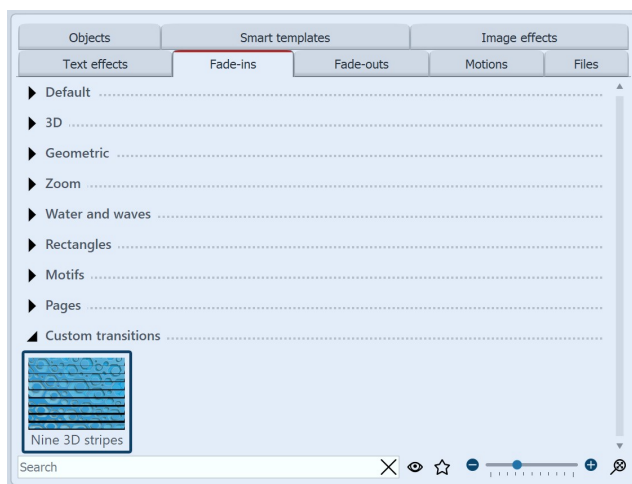 Objects
Smart templates
Image effects
Text effects
Fade-ins
Fade-outs
Motions
Files
Default
3D
Geometric
Zoom
Water and waves
Rectangles
Motifs
Pages
Custom transitions
Nine 3D stripes
Search